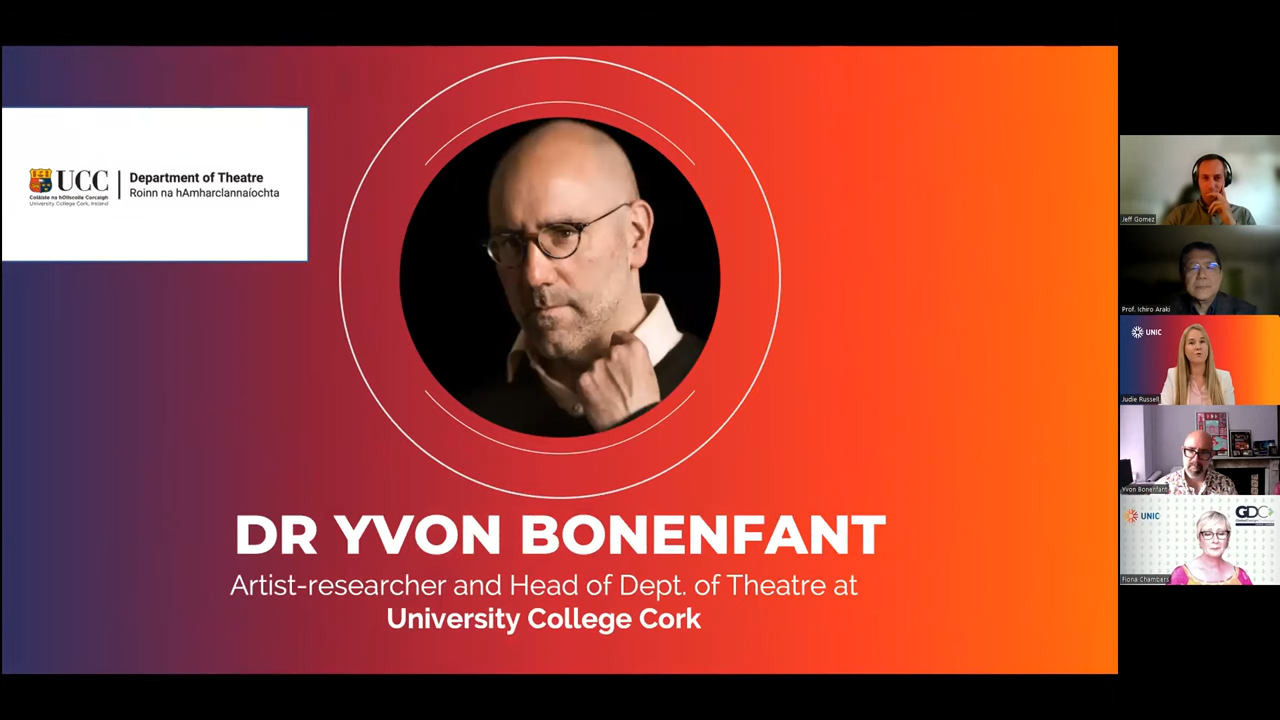 UCC
Coláiste na hOllscoile Corcaigh
University College Cork, Ireland
Department of Theatre
Roinn na hAmharclannaíochta
DR YVON BONENFANT
Artist-researcher and Head of Dept. of Theatre at
University College Cork
Jeff Gomez
Prof. Ichiro Araki
UNIC
Judie Russell
Yvon Bonenfant
UNIC
GDC
Fiona Chambers